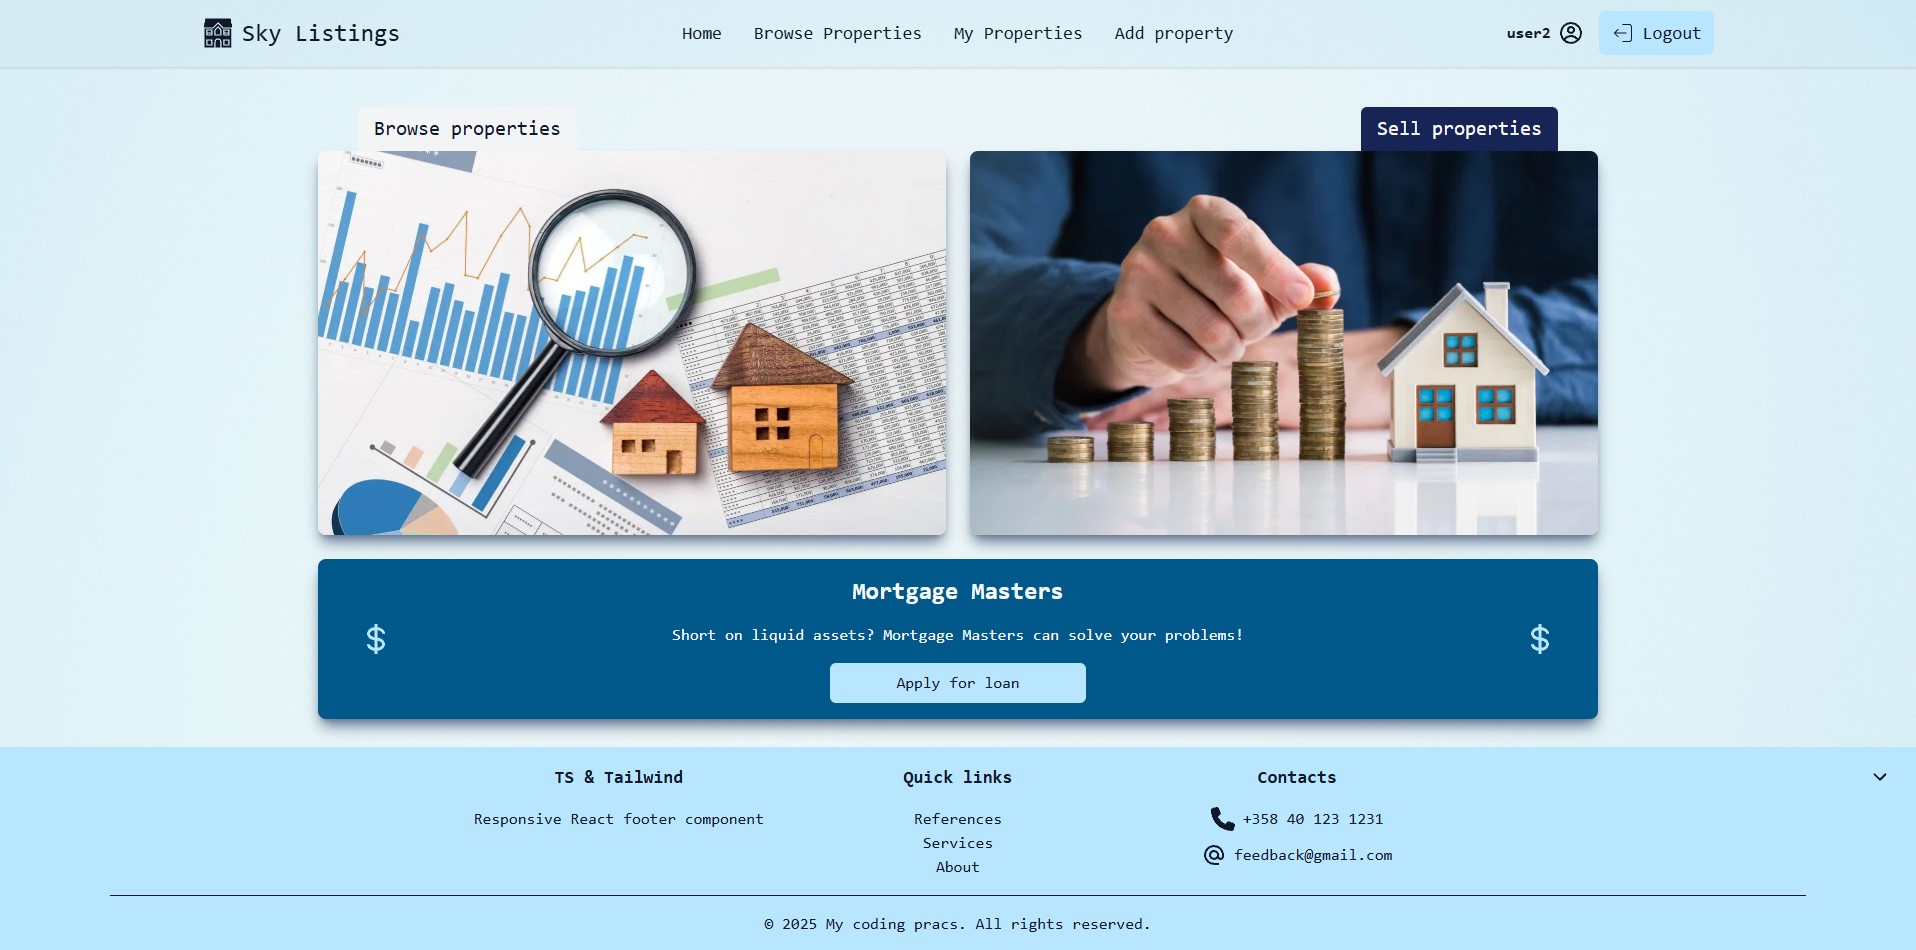 Sky Listings
Home
Browse Properties
My Properties
Add property
user2
Logout
Browse properties
Sell properties
Mortgage Masters
Short on liquid assets? Mortgage Masters can solve your problems!
Apply for loan
TS & Tailwind
Responsive React footer component
Quick links
References
Services
About
Contacts
+358 40 123 1231
feedback@gmail.com
© 2025 My coding pracs. All rights reserved.